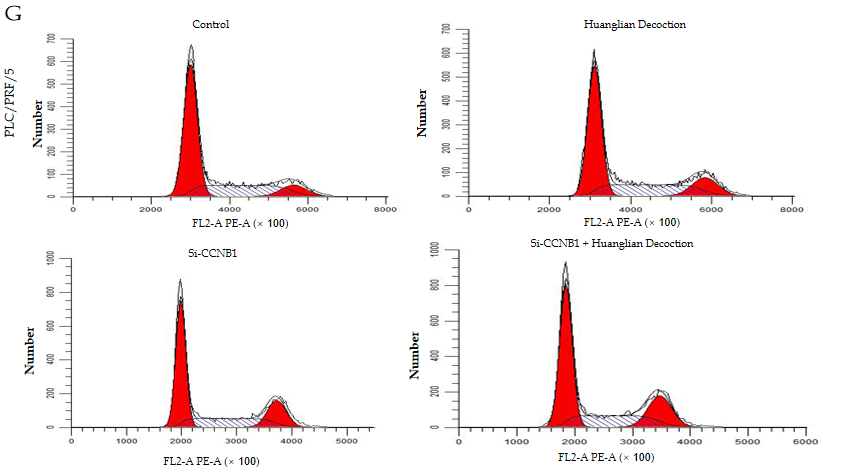 G
Control
Huanglian Decoction
PLC/PRF/5
Number
700
600
500
400
300
200
100
0
0 2000 4000 6000 8000
FL2-A PE-A (× 100)
Number
700
600
500
400
300
200
100
0
0 2000 4000 6000 8000
FL2-A PE-A (× 100)
Si-CCNB1
Si-CCNB1 + Huanglian Decoction
Number
1000
800
600
400
200
0
0 1000 2000 3000 4000 5000
FL2-A PE-A (× 100)
Number
1000
800
600
400
200
0
0 1000 2000 3000 4000 5000 6000
FL2-A PE-A (× 100)